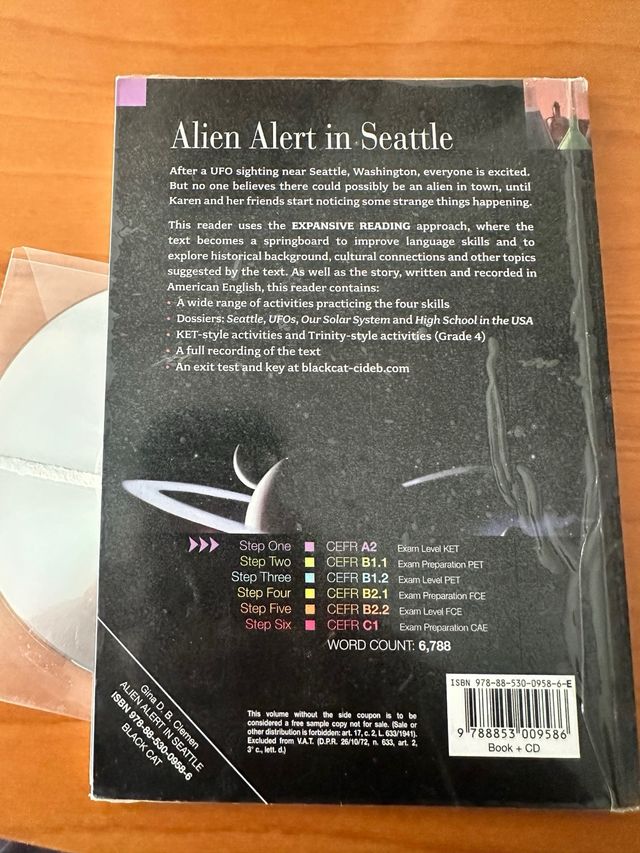 Alien Alert in Seattle
After a UFO sighting near Seattle, Washington, everyone is excited.
But no one believes there could possibly be an alien in town, until
Karen and her friends start noticing some strange things happening.
This reader uses the EXPANSIVE READING approach, where the
text becomes a springboard to improve language skills and to
explore historical background, cultural connections and other topics
suggested by the text. As well as the story, written and recorded in
American English, this reader contains:
• A wide range of activities practicing the four skills
• Dossiers: Seattle, UFOs, Our Solar System and High School in the USA
• KET-style activities and Trinity-style activities (Grade 4)
• A full recording of the text
• An exit test and key at blackcat-cideb.com
Step One CEFR A2 Exam Level KET
Step Two CEFR B1.1 Exam Preparation PET
Step Three CEFR B1.2 Exam Level PET
Step Four CEFR B2.1 Exam Preparation FCE
Step Five CEFR B2.2 Exam Level FCE
Step Six CEFR C1 Exam Preparation CAE
WORD COUNT: 6,788
Gina D. B. Clemen
ALIEN ALERT IN SEATTLE
ISBN 978-88-530-0958-6
BLACK CAT
This volume without the side coupon is to be
considered a free sample copy not for sale. (Sale or
other distribution is forbidden: art. 17, c. 2, L. 633/1941).
Excluded from V.A.T. (D.P.R. 26/10/72, n. 633, art. 2,
3° c., lett. d.)
ISBN 978-88-530-0958-6-E
9 788853 009586
Book + CD